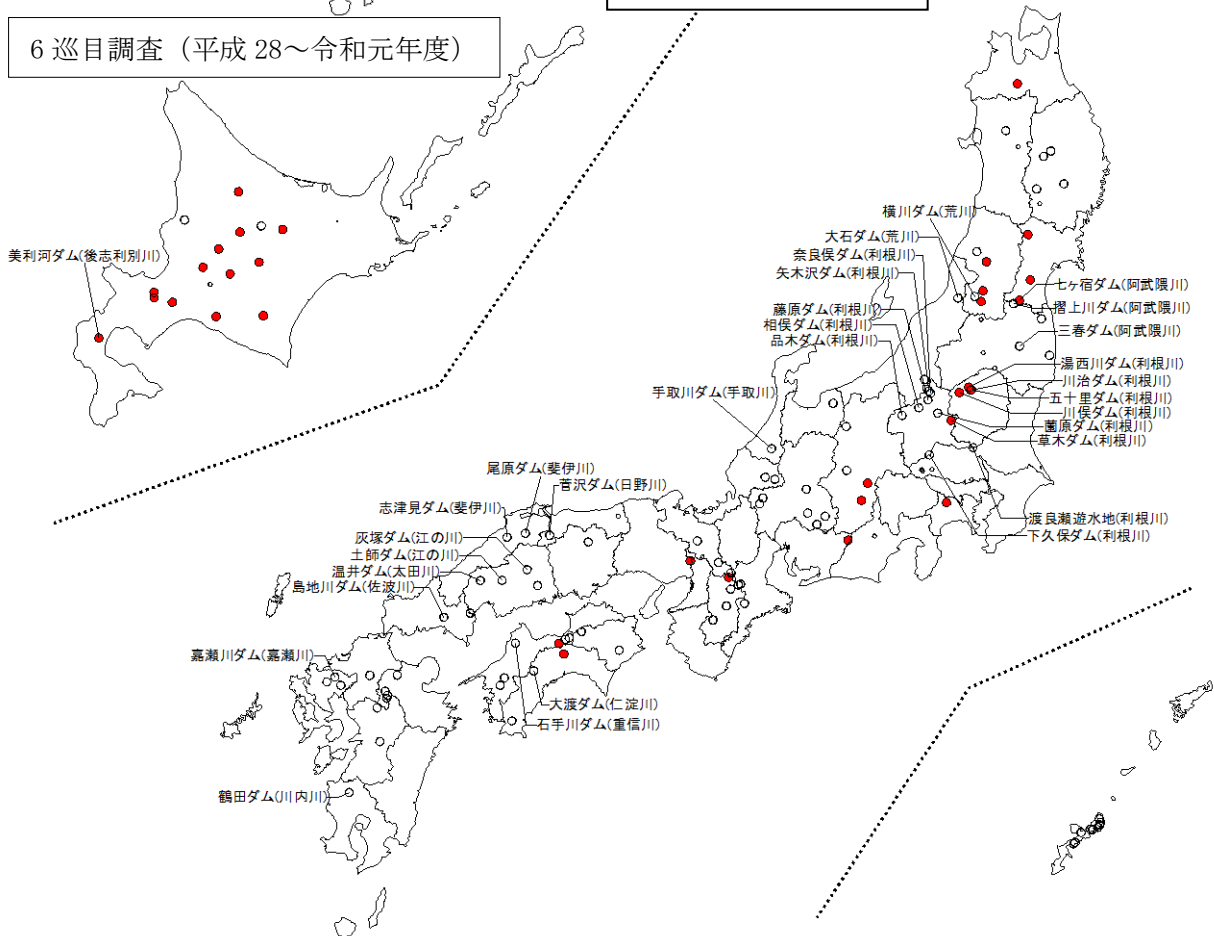 6 巡目調査（平成 28～令和元年度）
美利河ダム(後志利別川)
横川ダム(荒川)
大石ダム(荒川)
奈良俣ダム(利根川)
矢木沢ダム(利根川)
藤原ダム(利根川)
相俣ダム(利根川)
品木ダム(利根川)
七ヶ宿ダム(阿武隈川)
摺上川ダム(阿武隈川)
三春ダム(阿武隈川)
湯西川ダム(利根川)
川治ダム(利根川)
五十里ダム(利根川)
川俣ダム(利根川)
薗原ダム(利根川)
草木ダム(利根川)
手取川ダム(手取川)
尾原ダム(斐伊川)
菅沢ダム(日野川)
志津見ダム(斐伊川)
灰塚ダム(江の川)
土師ダム(江の川)
温井ダム(太田川)
島地川ダム(佐波川)
渡良瀬遊水地(利根川)
下久保ダム(利根川)
嘉瀬川ダム(嘉瀬川)
大渡ダム(仁淀川)
石手川ダム(重信川)
鶴田ダム(川内川)